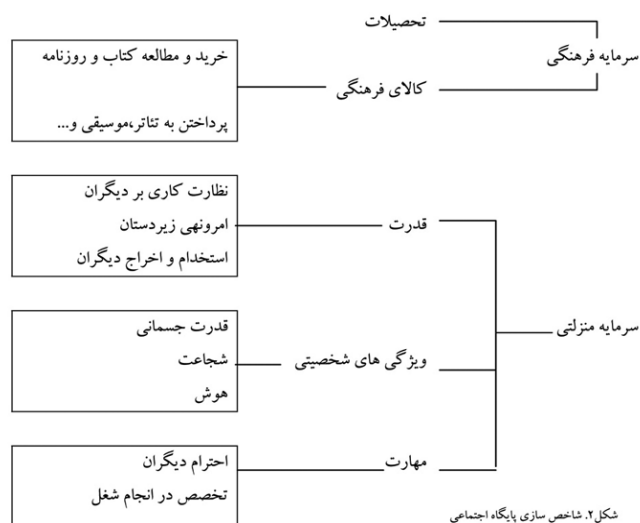 سرمایه فرهنگی
تحصیلات
کالای فرهنگی
خرید و مطالعه کتاب و روزنامه
پرداختن به تئاتر،موسیقی و...
سرمایه منزلتی
قدرت
نظارت کاری بر دیگران
امرونهی زیردستان
استخدام و اخراج دیگران
ویژگی های شخصیتی
قدرت جسمانی
شجاعت
هوش
مهارت
احترام دیگران
تخصص در انجام شغل
شکل۲. شاخص سازی پایگاه اجتماعی